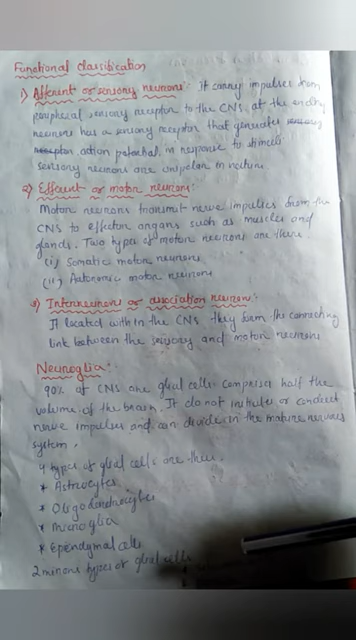 Functional classification
1) Afferent or sensory neurons:- It carry impulses from
peripheral sensory receptor to the CNS. at the ending
neurons has a sensory receptor that generates
action potential in response to stimuli
sensory neurons are unipolar in nature.
2) Efferent or motor neurons:-
Motor neurons transmit nerve impulses from the
CNS to effector organs such as muscles and
glands. Two types of motor neurons are there.
(i) Somatic motor neurons
(ii) Autonomic motor neurons
3) Interneurons or association neuron:-
It located within the CNS they form the connecting
link between the sensory and motor neurons
Neuroglia:-
90% of CNS are glial cells comprise half the
volume of the brain. It do not initiates or conduct
nerve impulses and can divide in the mature nervous
system.
4 types of glial cells are there.
* Astrocytes
* Oligodendrocytes
* Microglia
* Ependymal cells
2 minors types of glial cells